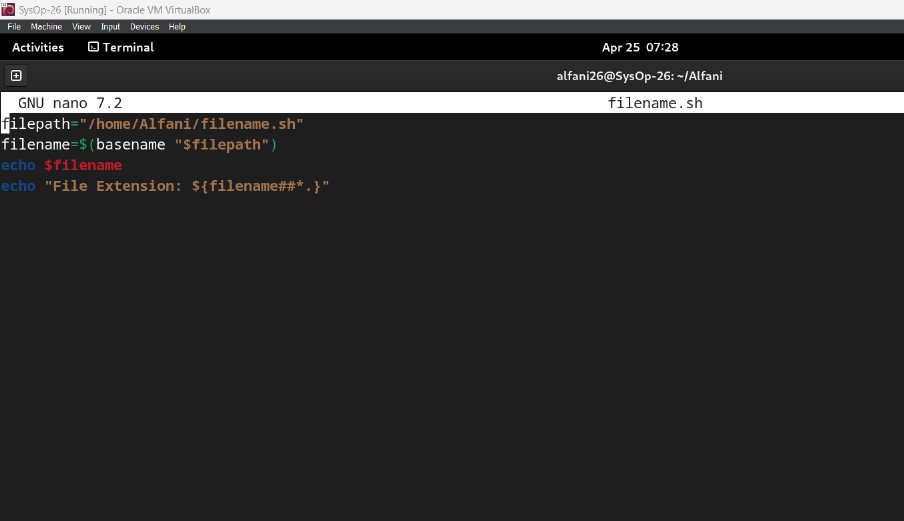 SysOp-26 [Running] - Oracle VM VirtualBox
File Machine View Input Devices Help
Activities Terminal Apr 25 07:28
alfani26@SysOp-26: ~/Alfani
GNU nano 7.2 filename.sh
filepath="/home/Alfani/filename.sh"
filename=$(basename "$filepath")
echo $filename
echo "File Extension: ${filename##*.}"